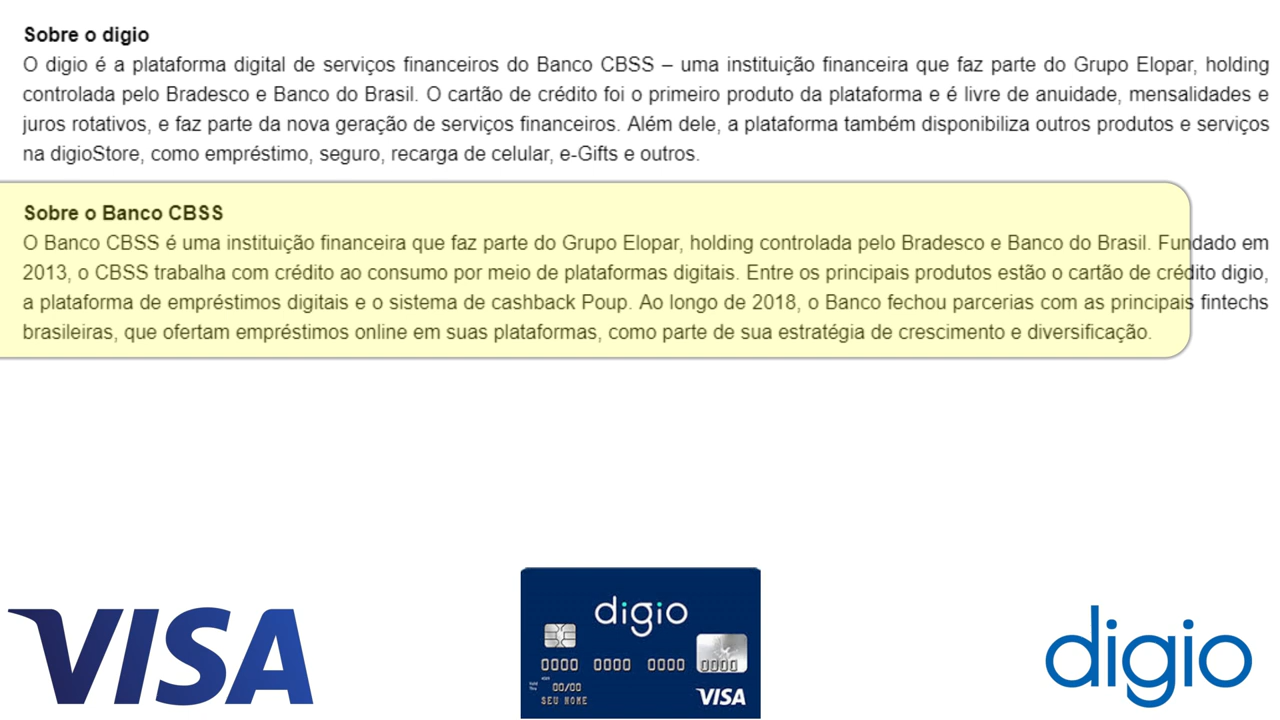 Sobre o digio
O digio é a plataforma digital de serviços financeiros do Banco CBSS – uma instituição financeira que faz parte do Grupo Elopar, holding
controlada pelo Bradesco e Banco do Brasil. O cartão de crédito foi o primeiro produto da plataforma e é livre de anuidade, mensalidades e
juros rotativos, e faz parte da nova geração de serviços financeiros. Além dele, a plataforma também disponibiliza outros produtos e serviços
na digioStore, como empréstimo, seguro, recarga de celular, e-Gifts e outros.
Sobre o Banco CBSS
O Banco CBSS é uma instituição financeira que faz parte do Grupo Elopar, holding controlada pelo Bradesco e Banco do Brasil. Fundado em
2013, o CBSS trabalha com crédito ao consumo por meio de plataformas digitais. Entre os principais produtos estão o cartão de crédito digio,
a plataforma de empréstimos digitais e o sistema de cashback Poup. Ao longo de 2018, o Banco fechou parcerias com as principais fintechs
brasileiras, que ofertam empréstimos online em suas plataformas, como parte de sua estratégia de crescimento e diversificação.
VISA
digio
0000 0000 0000 0000
00/00
SEU NOME
VISA
digio